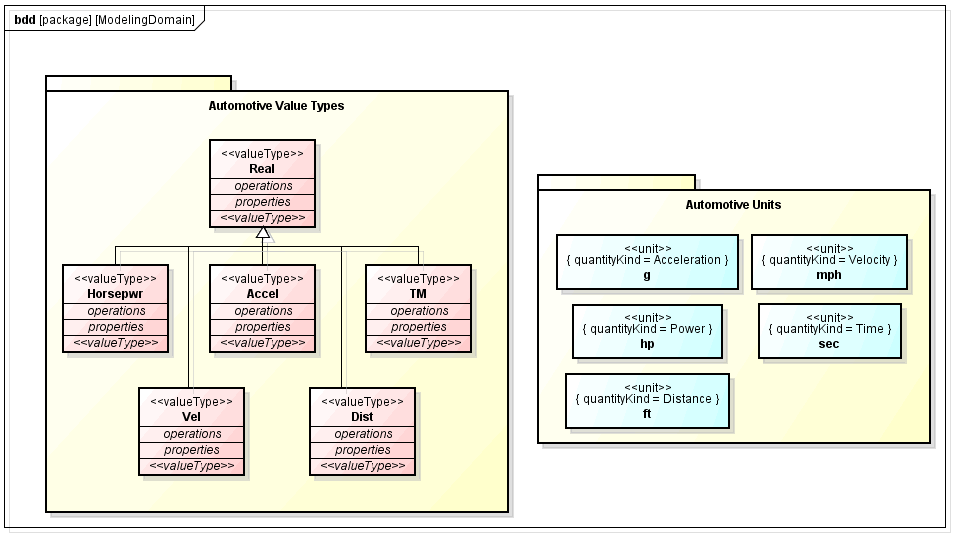 bdd [package] [ModelingDomain]
Automotive Value Types
<<valueType>>
Real
operations
properties
<<valueType>>
<<valueType>>
Horsepwr
operations
properties
<<valueType>>
<<valueType>>
Accel
operations
properties
<<valueType>>
<<valueType>>
TM
operations
properties
<<valueType>>
<<valueType>>
Vel
operations
properties
<<valueType>>
<<valueType>>
Dist
operations
properties
<<valueType>>
Automotive Units
<<unit>>
{ quantityKind = Acceleration }
g
<<unit>>
{ quantityKind = Velocity }
mph
<<unit>>
{ quantityKind = Power }
hp
<<unit>>
{ quantityKind = Time }
sec
<<unit>>
{ quantityKind = Distance }
ft